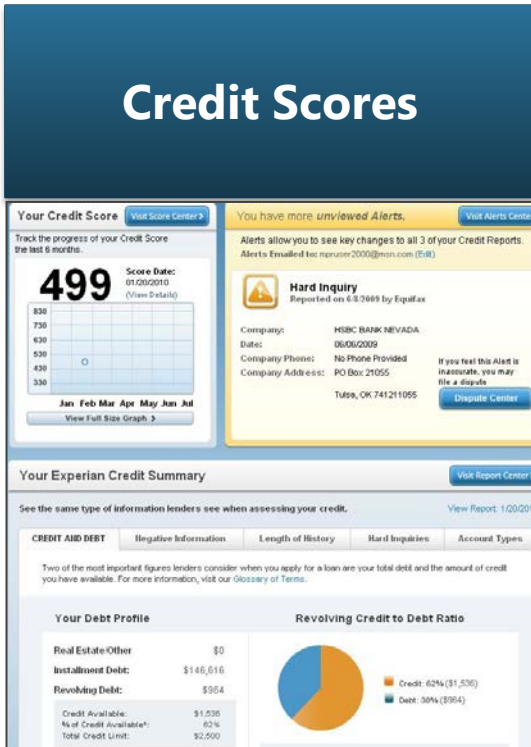 Credit Scores
Your Credit Score
Visit Score Center >
Track the progress of your Credit Score
the last 6 months.
499
Score Date:
01/20/2010
(View Details)
830
730
630
530
430
330
Jan Feb Mar Apr May Jun Jul
View Full Size Graph >
You have more unviewed Alerts.
Visit Alerts Cente
Alerts allow you to see key changes to all 3 of your Credit Reports.
Alerts Emailed to: mpruser2000@msn.com (Edit)
Hard Inquiry
Reported on 6/8/2009 by Equifax
Company: HSBC BANK NEVADA
Date: 06/06/2009
Company Phone: No Phone Provided
Company Address: PO Box 21055
Tulsa, OK 741211055
If you feel this Alert is
inaccurate, you may
file a dispute
Dispute Center
Your Experian Credit Summary
Visit Report Center
See the same type of information lenders see when assessing your credit.
View Report: 1/20/201
CREDIT AND DEBT
Negative Information
Length of History
Hard Inquiries
Account Types
Two of the most important figures lenders consider when you apply for a loan are your total debt and the amount of credit
you have available. For more information, visit our Glossary of Terms.
Your Debt Profile
Real Estate/Other $0
Installment Debt: $146,616
Revolving Debt: $964
Credit Available: $1,536
% of Credit Available*: 62%
Total Credit Limit: $2,500
Revolving Credit to Debt Ratio
Credit: 62% ($1,536)
Debt: 38% ($964)